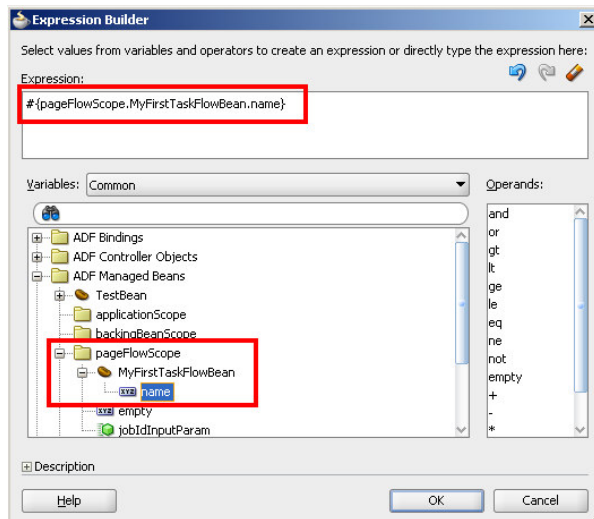 Expression Builder
Select values from variables and operators to create an expression or directly type the expression here:
Expression:
#{pageFlowScope.MyFirstTaskFlowBean.name}
Variables: Common
Operands:
ADF Bindings
ADF Controller Objects
ADF Managed Beans
TestBean
applicationScope
backingBeanScope
pageFlowScope
MyFirstTaskFlowBean
xyz name
xyz empty
jobIdInputParam
and
or
gt
lt
ge
le
eq
ne
not
empty
+
-
*
Description
Help
OK
Cancel